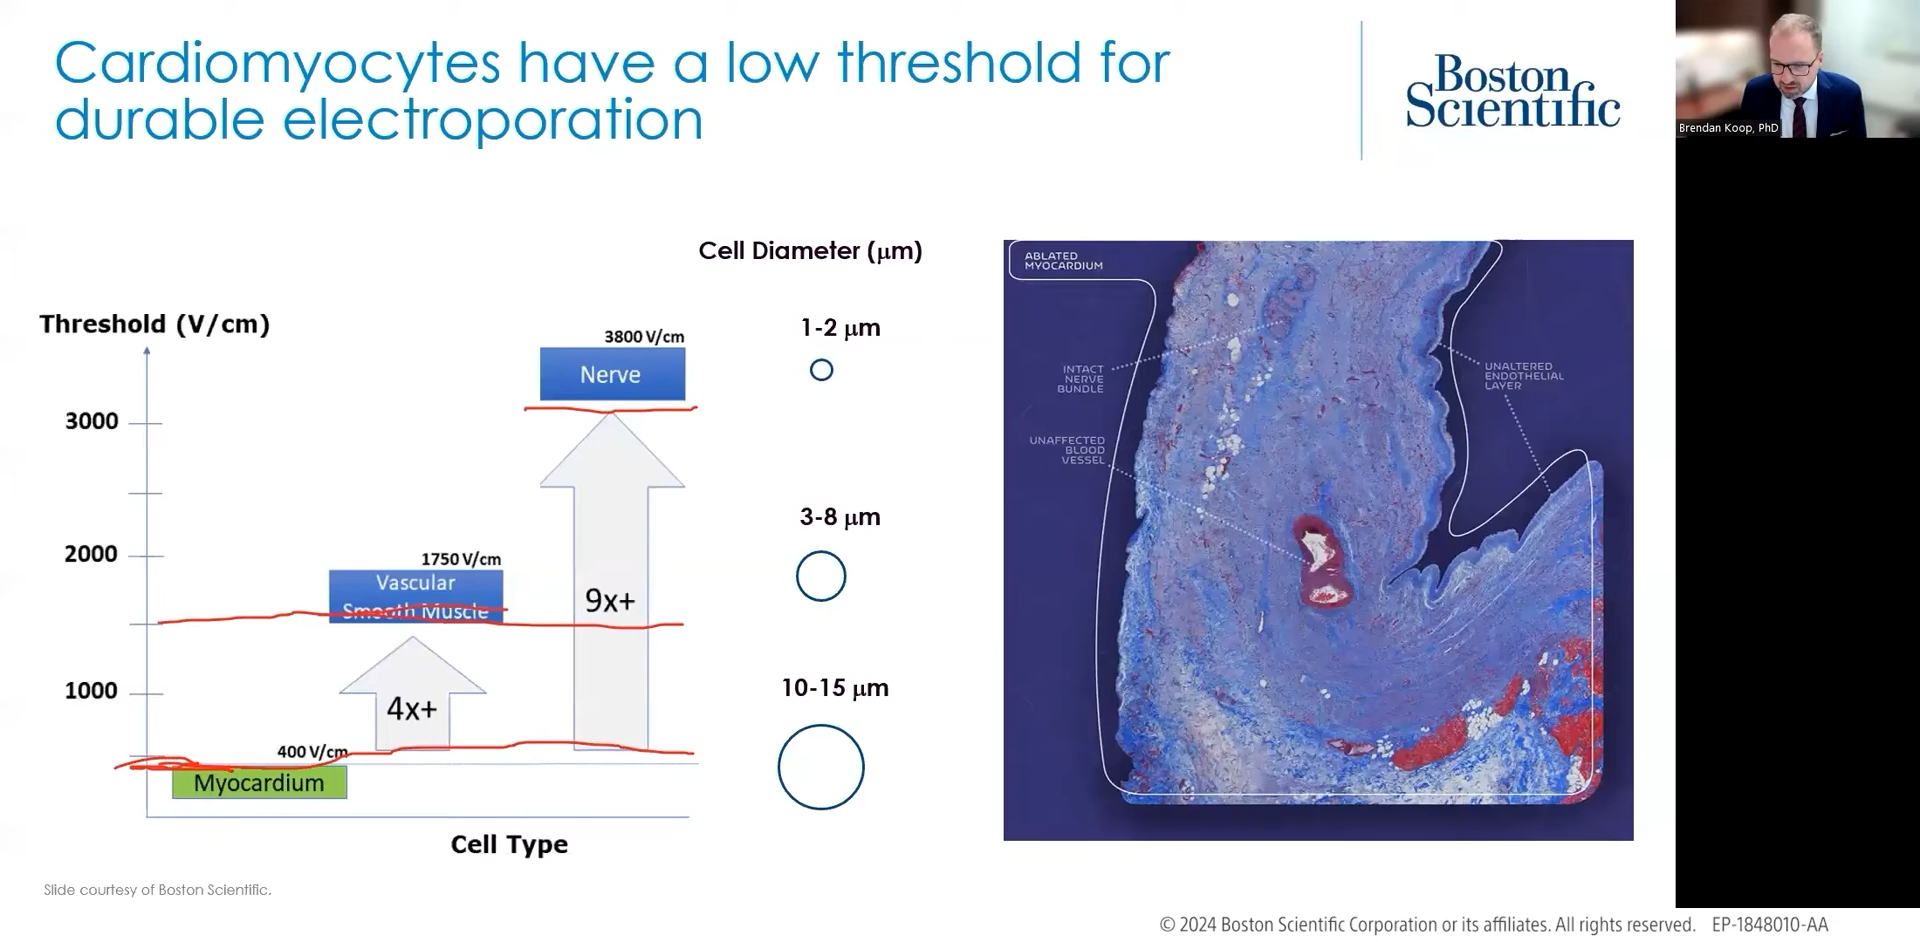 Cardiomyocytes have a low threshold for
durable electroporation
Boston
Scientific
Brendan Koop, PhD
Cell Diameter (μm)
Threshold (V/cm)
3000
2000
1000
3800 V/cm
Nerve
9x+
1750 V/cm
Vascular
Smooth Muscle
4x+
400 V/cm
Myocardium
Cell Type
1-2 μm
3-8 μm
10-15 μm
ABLATED
MYOCARDIUM
INTACT
NERVE
BUNDLE
UNAFFECTED
BLOOD
VESSEL
UNALTERED
ENDOTHELIAL
LAYER
Slide courtesy of Boston Scientific.
© 2024 Boston Scientific Corporation or its affiliates. All rights reserved. EP-1848010-AA